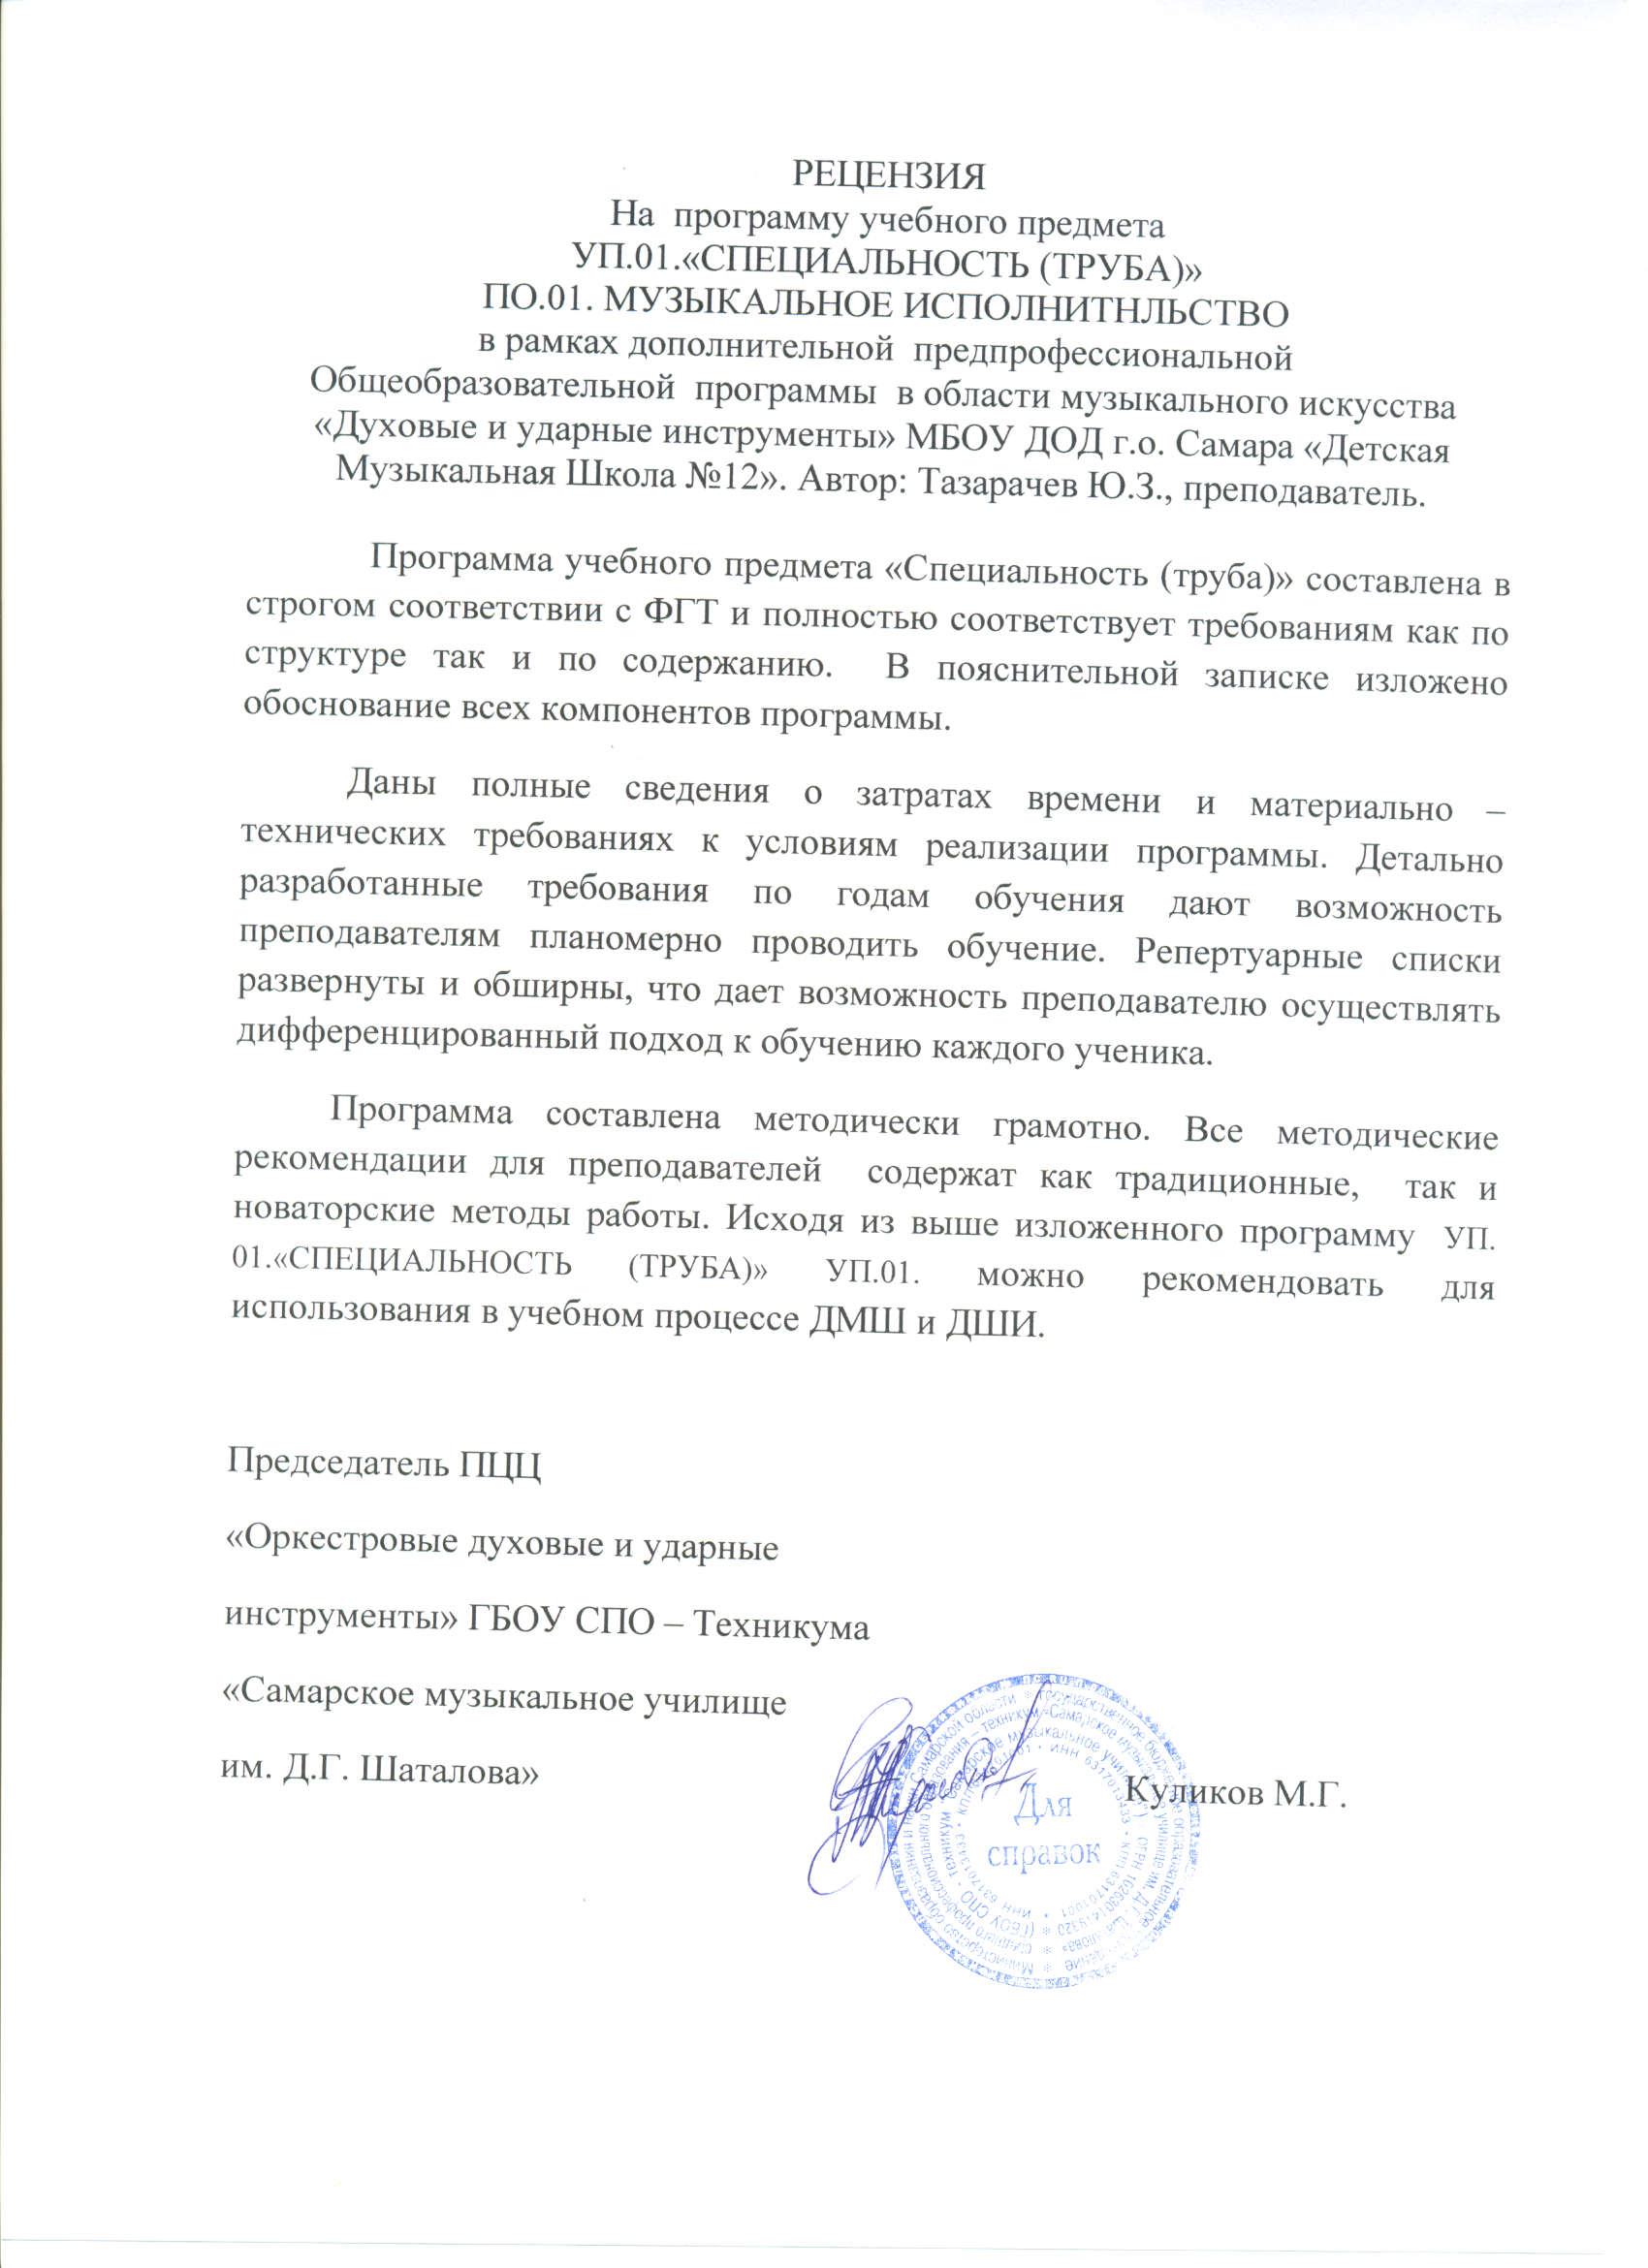 РЕЦЕНЗИЯ
На программу учебного предмета
УП.01.«СПЕЦИАЛЬНОСТЬ (ТРУБА)»
ПО.01. МУЗЫКАЛЬНОЕ ИСПОЛНИТНЛЬСТВО
в рамках дополнительной предпрофессиональной
Общеобразовательной программы в области музыкального искусства
«Духовые и ударные инструменты» МБОУ ДОД г.о. Самара «Детская
Музыкальная Школа №12». Автор: Тазарачев Ю.З., преподаватель.
Программа учебного предмета «Специальность (труба)» составлена в
строгом соответствии с ФГТ и полностью соответствует требованиям как по
структуре так и по содержанию. В пояснительной записке изложено
обоснование всех компонентов программы.
Даны полные сведения о затратах времени и материально –
технических требованиях к условиям реализации программы. Детально
разработанные требования по годам обучения дают возможность
преподавателям планомерно проводить обучение. Репертуарные списки
развернуты и обширны, что дает возможность преподавателю осуществлять
дифференцированный подход к обучению каждого ученика.
Программа составлена методически грамотно. Все методические
рекомендации для преподавателей содержат как традиционные, так и
новаторские методы работы. Исходя из выше изложенного программу УП.
01.«СПЕЦИАЛЬНОСТЬ (ТРУБА)» УП.01. можно рекомендовать для
использования в учебном процессе ДМШ и ДШИ.
Председатель ПЦЦ
«Оркестровые духовые и ударные
инструменты» ГБОУ СПО – Техникума
«Самарское музыкальное училище
им. Д.Г. Шаталова»
Куликов М.Г.
Для
справок